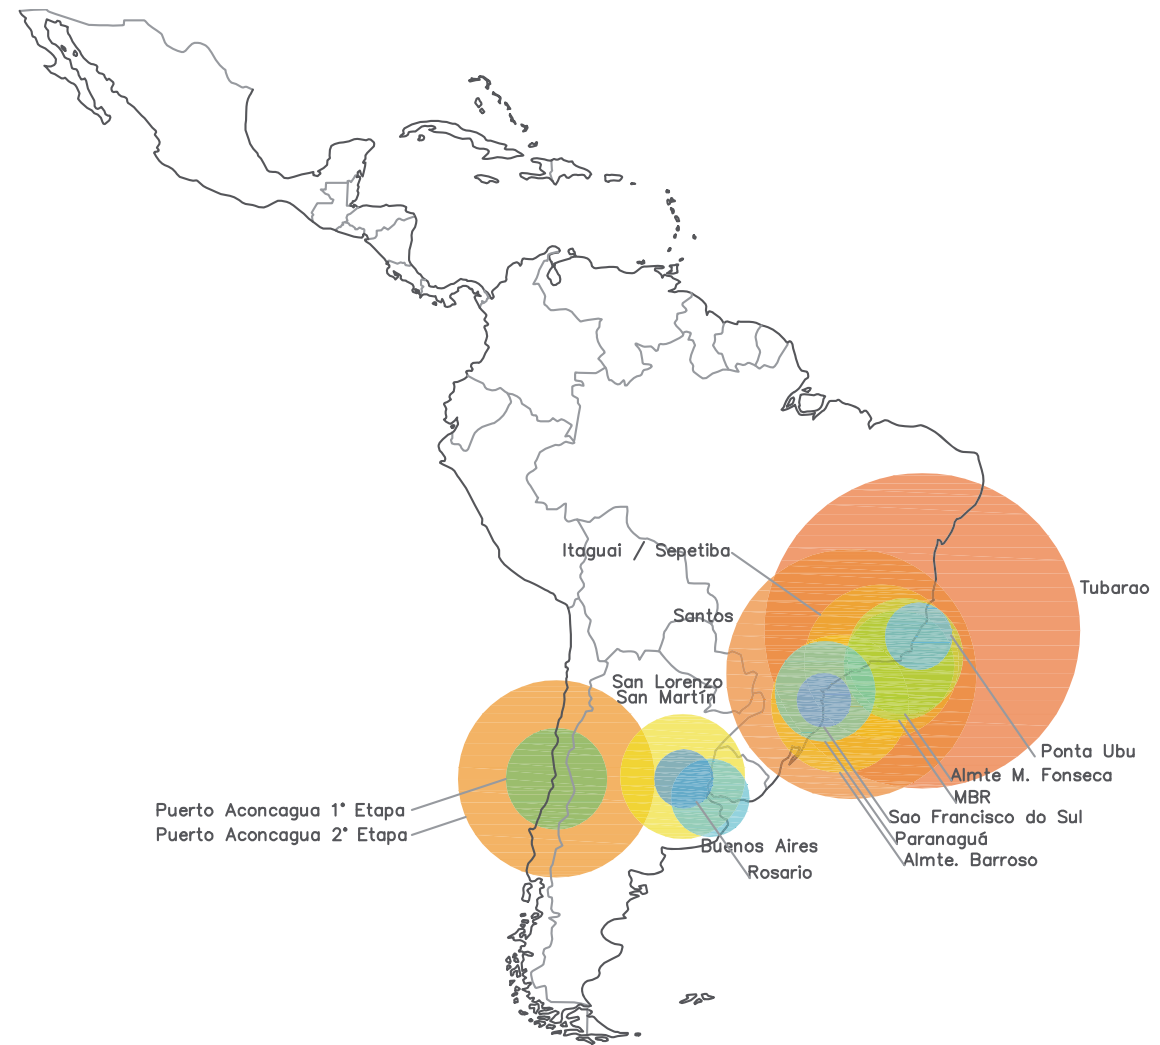 Itaguai / Sepetiba
Tubarao
Santos
San Lorenzo
San Martín
Ponta Ubu
Almte M. Fonseca
MBR
Puerto Aconcagua 1° Etapa
Sao Francisco do Sul
Puerto Aconcagua 2° Etapa
Paranaguá
Buenos Aires
Almte. Barroso
Rosario